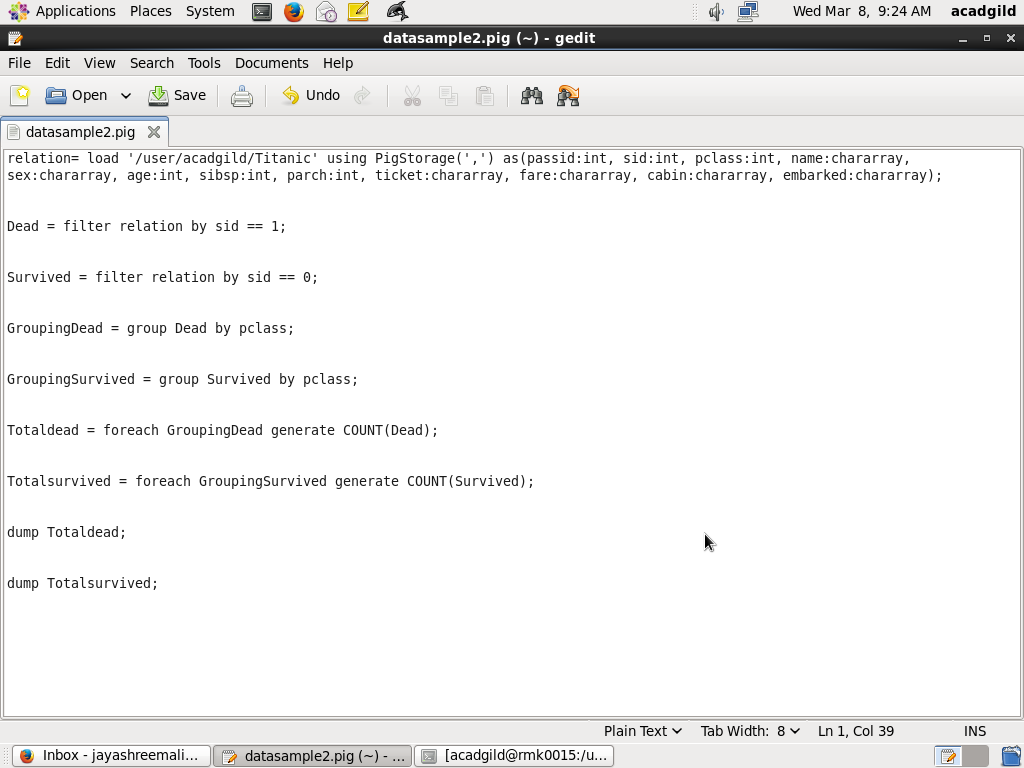 Applications Places System Wed Mar 8, 9:24 AM acadgild
datasample2.pig (~) - gedit
File Edit View Search Tools Documents Help
Open Save Undo
datasample2.pig
relation= load '/user/acadgild/Titanic' using PigStorage(',') as(passid:int, sid:int, pclass:int, name:chararray,
sex:chararray, age:int, sibsp:int, parch:int, ticket:chararray, fare:chararray, cabin:chararray, embarked:chararray);
Dead = filter relation by sid == 1;
Survived = filter relation by sid == 0;
GroupingDead = group Dead by pclass;
GroupingSurvived = group Survived by pclass;
Totaldead = foreach GroupingDead generate COUNT(Dead);
Totalsurvived = foreach GroupingSurvived generate COUNT(Survived);
dump Totaldead;
dump Totalsurvived;
Plain Text Tab Width: 8 Ln 1, Col 39 INS
Inbox - jayashreemali... datasample2.pig (~) - ... [acadgild@rmk0015:/u...